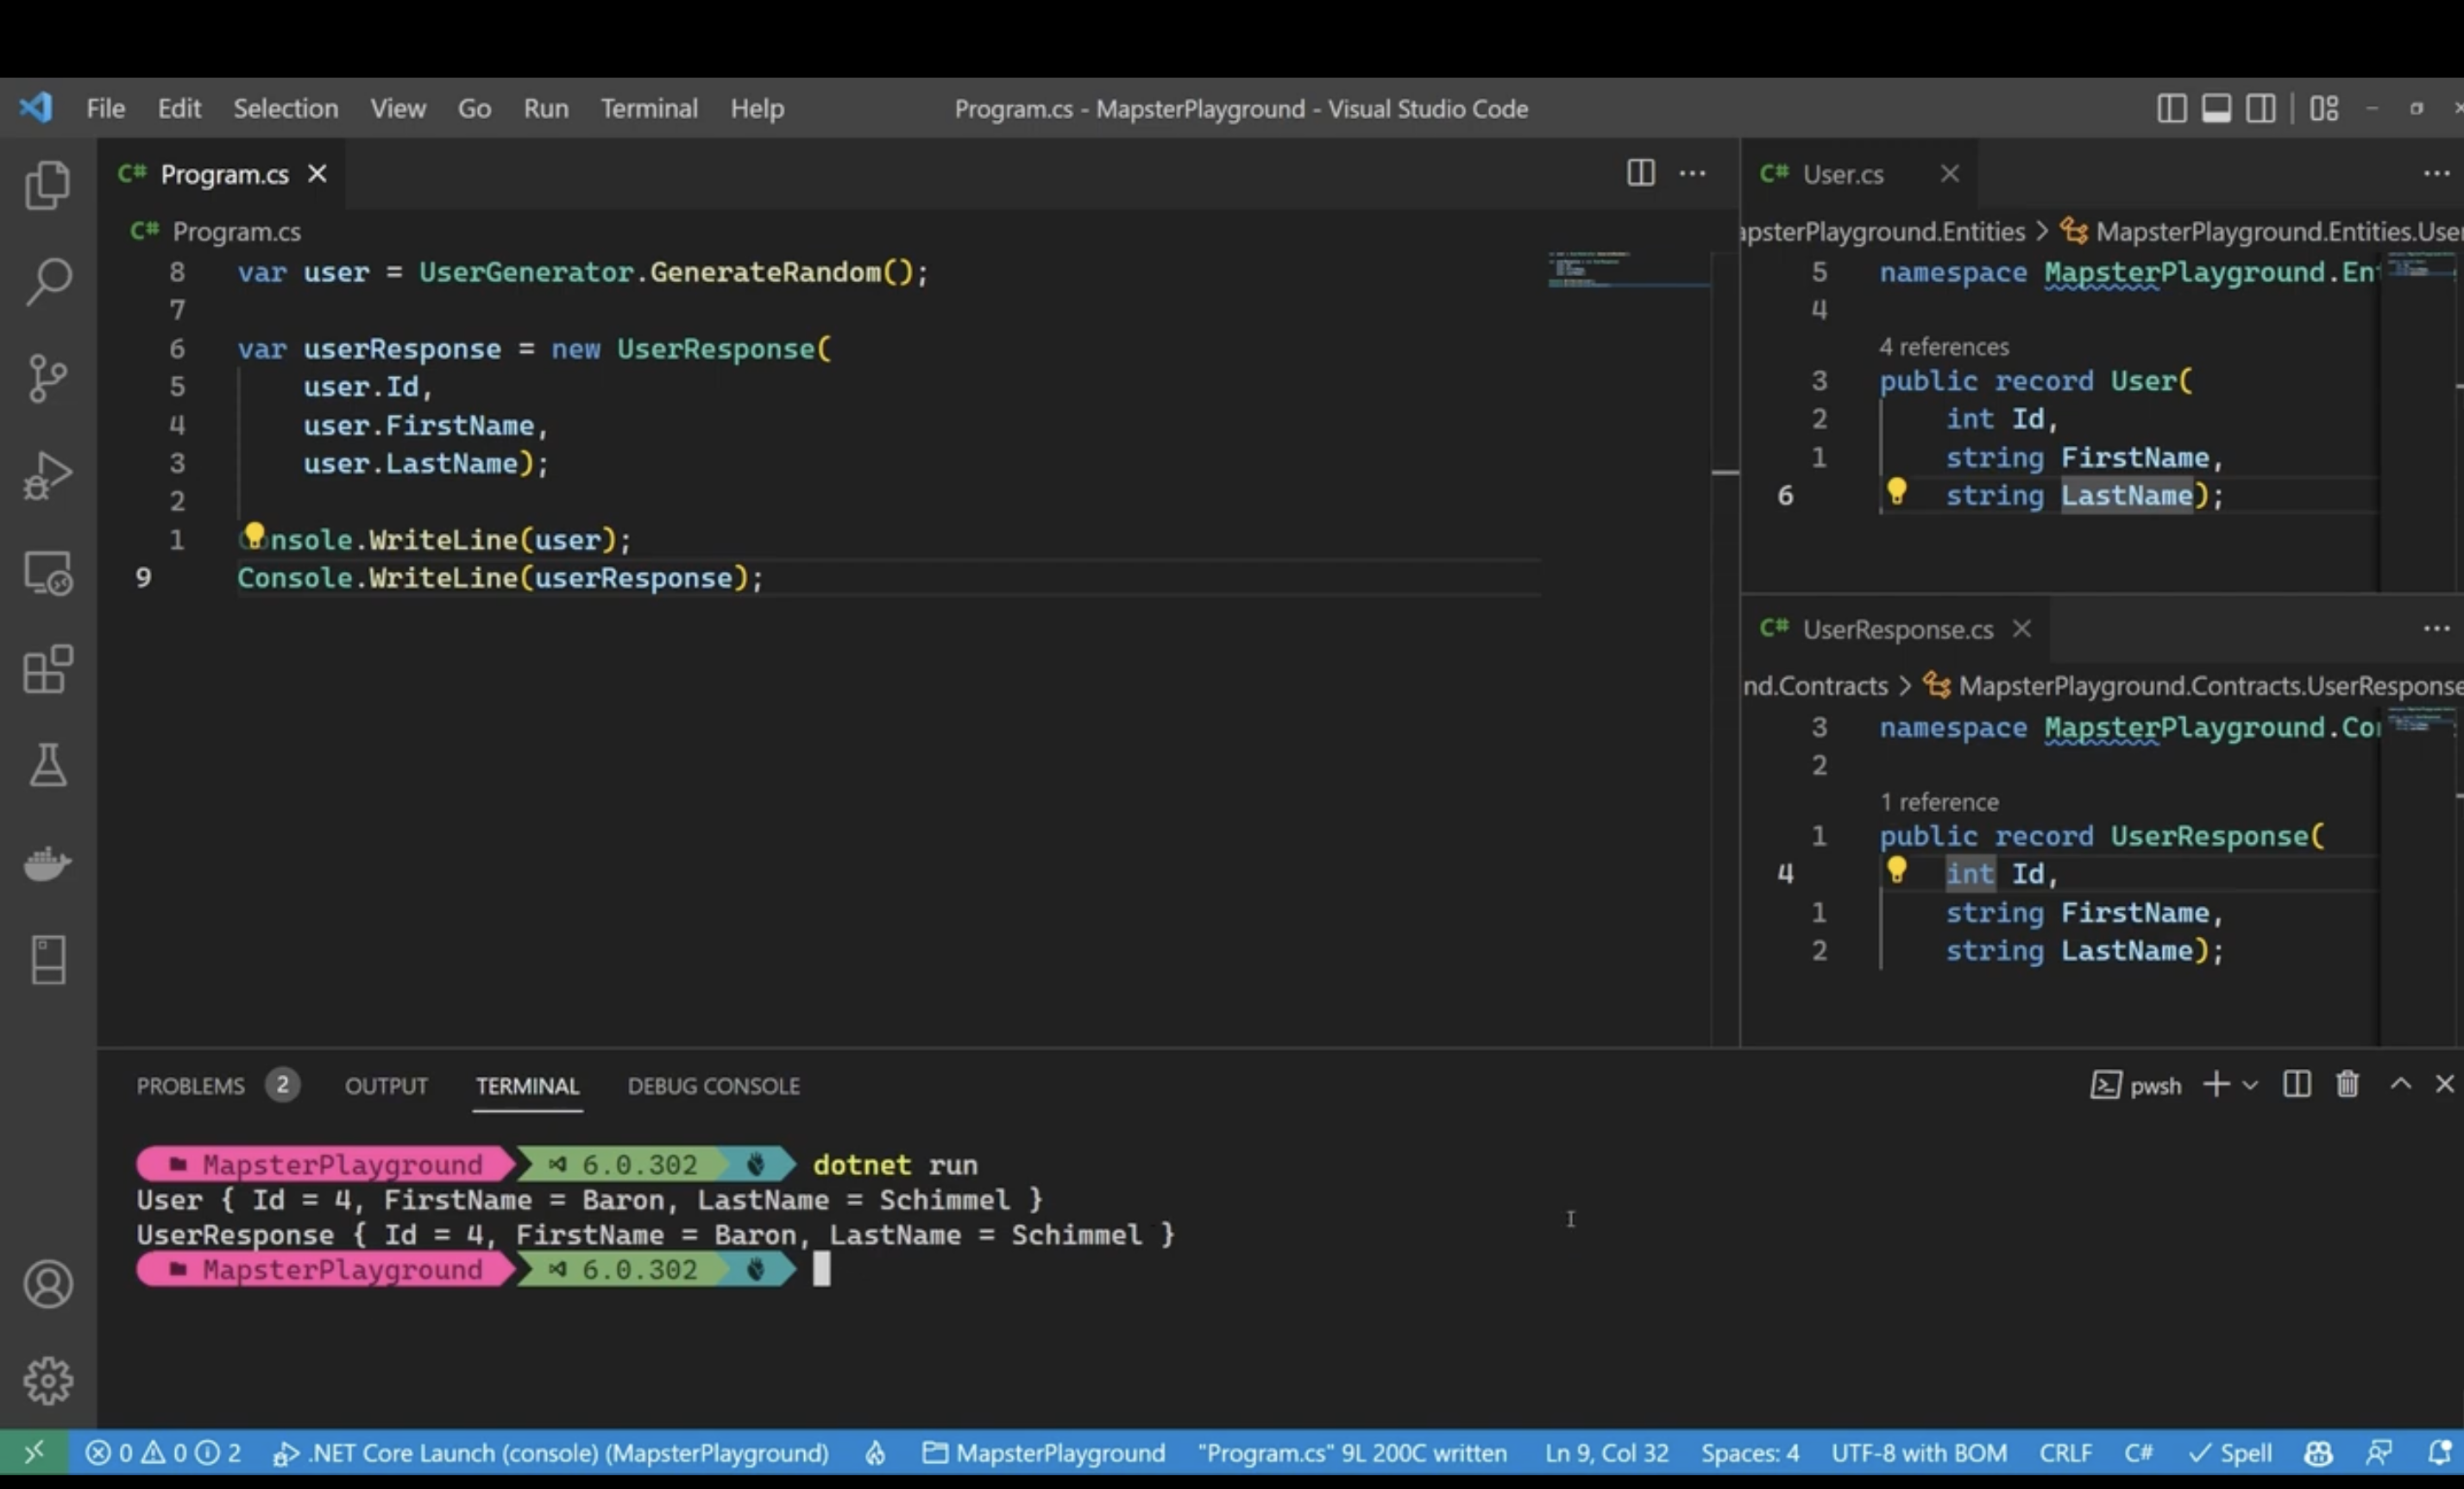 File Edit Selection View Go Run Terminal Help Program.cs - MapsterPlayground - Visual Studio Code
C# Program.cs
C# Program.cs
8 var user = UserGenerator.GenerateRandom();
7
6 var userResponse = new UserResponse(
5 user.Id,
4 user.FirstName,
3 user.LastName);
2
1 Console.WriteLine(user);
9 Console.WriteLine(userResponse);
C# User.cs
apsterPlayground.Entities > MapsterPlayground.Entities.User
5 namespace MapsterPlayground.Ent
4
4 references
3 public record User(
2 int Id,
1 string FirstName,
6 string LastName);
C# UserResponse.cs
nd.Contracts > MapsterPlayground.Contracts.UserResponse
3 namespace MapsterPlayground.Con
2
1 reference
1 public record UserResponse(
4 int Id,
1 string FirstName,
2 string LastName);
PROBLEMS 2 OUTPUT TERMINAL DEBUG CONSOLE pwsh
MapsterPlayground 6.0.302 dotnet run
User { Id = 4, FirstName = Baron, LastName = Schimmel }
UserResponse { Id = 4, FirstName = Baron, LastName = Schimmel }
MapsterPlayground 6.0.302
0 0 2 .NET Core Launch (console) (MapsterPlayground) MapsterPlayground "Program.cs" 9L 200C written Ln 9, Col 32 Spaces: 4 UTF-8 with BOM CRLF C# Spell